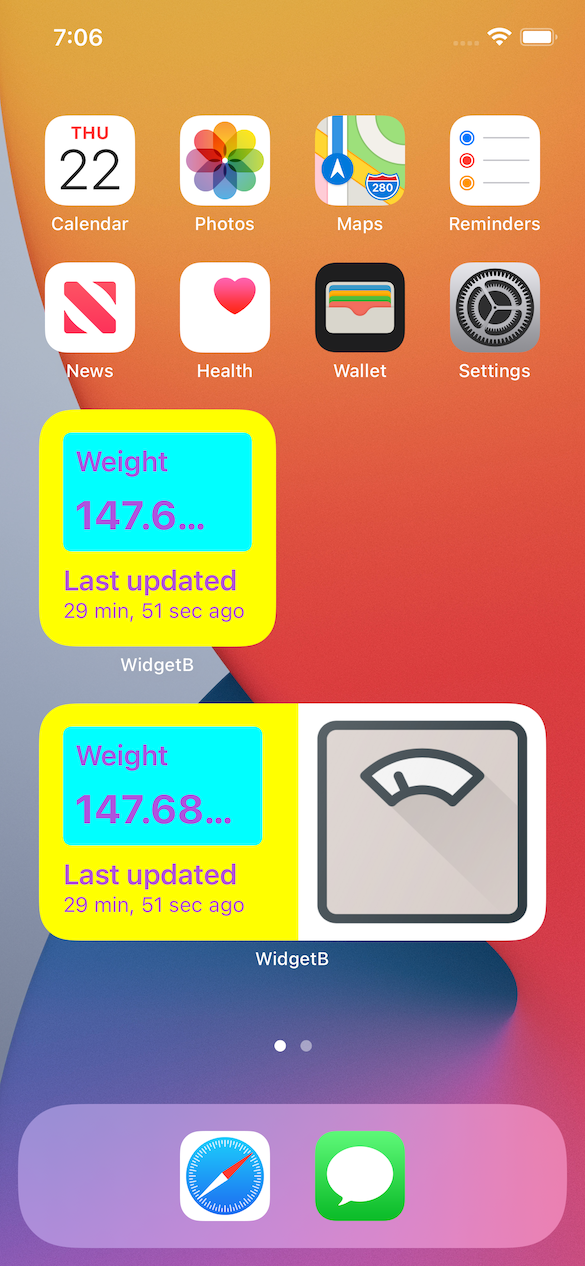 7:06
THU
22
280
Calendar
Photos
Maps
Reminders
News
Health
Wallet
Settings
Weight
147.6...
Last updated
29 min, 51 sec ago
WidgetB
Weight
147.68...
Last updated
29 min, 51 sec ago
WidgetB